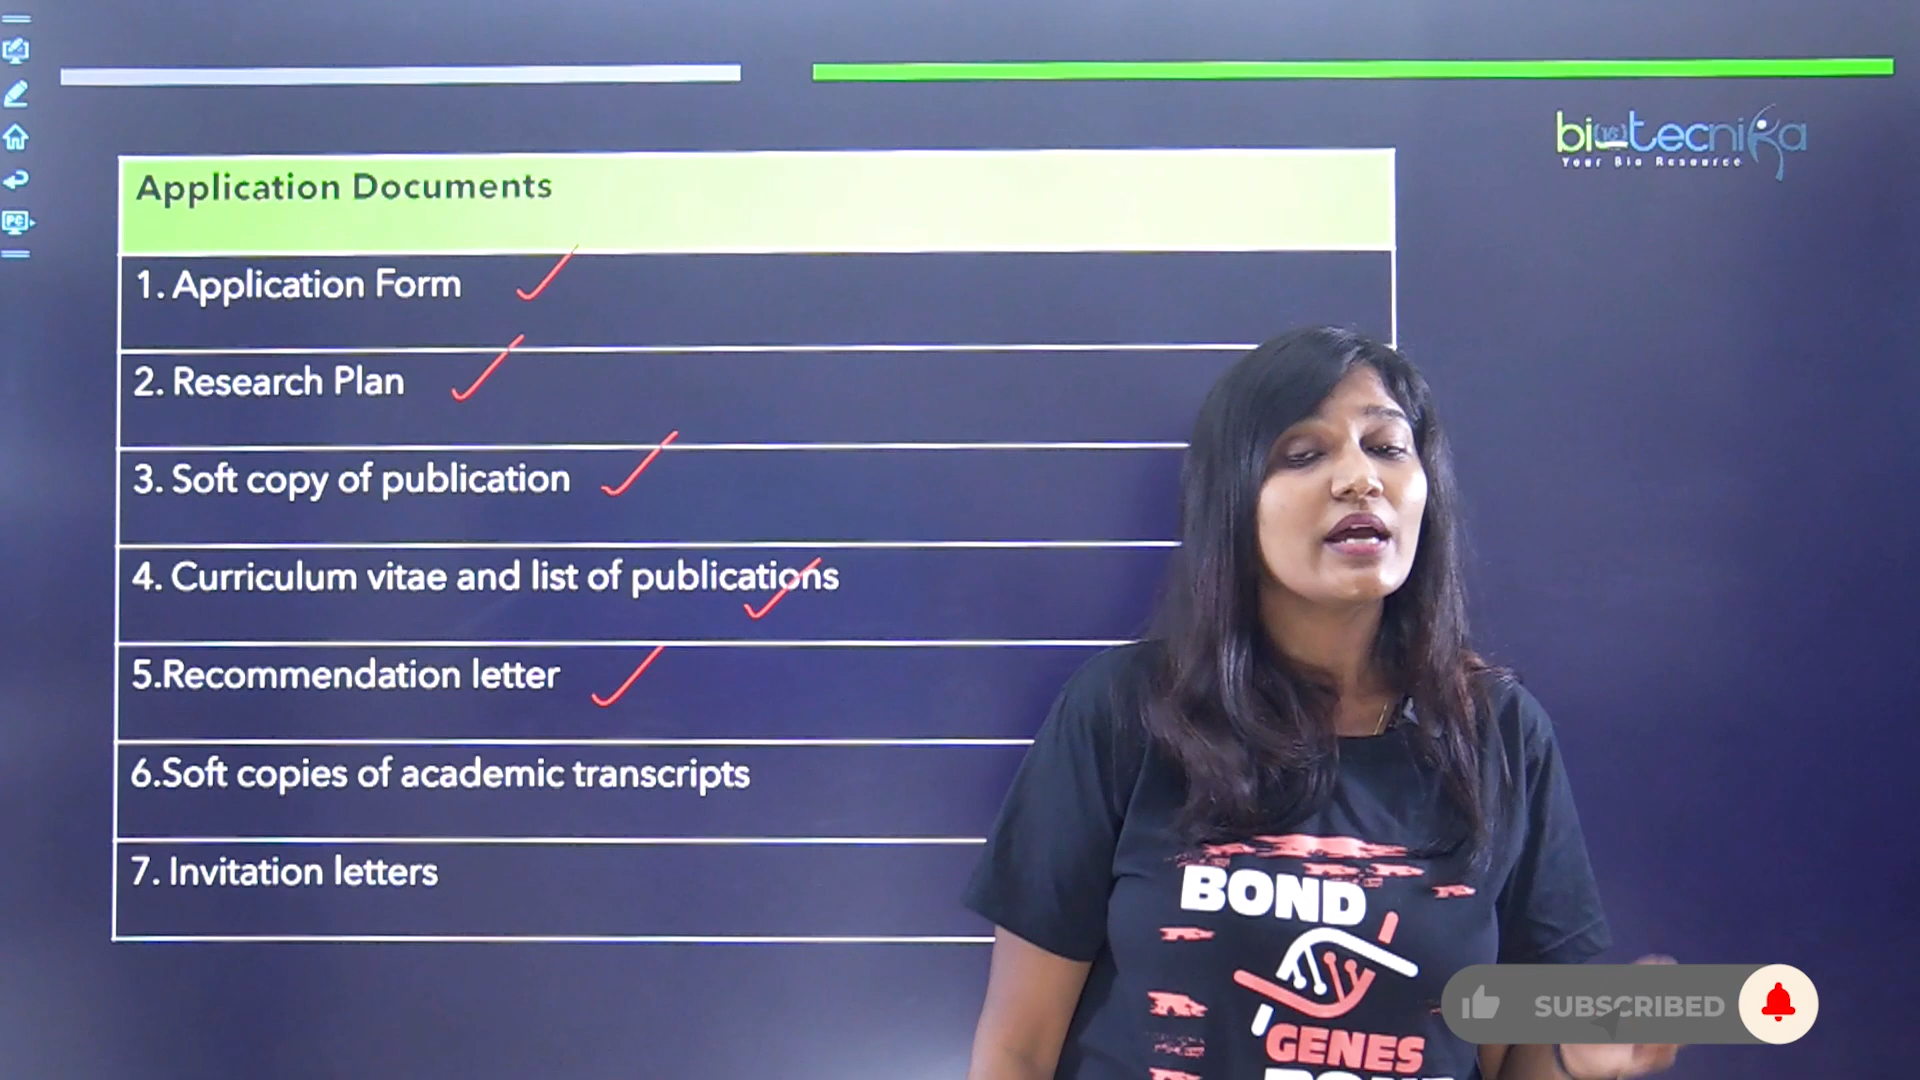 biotecnika
Your Bio Resource
PC
Application Documents
1. Application Form
2. Research Plan
3. Soft copy of publication
4. Curriculum vitae and list of publications
5.Recommendation letter
6.Soft copies of academic transcripts
7. Invitation letters
BOND
GENES
SUBSCRIBED